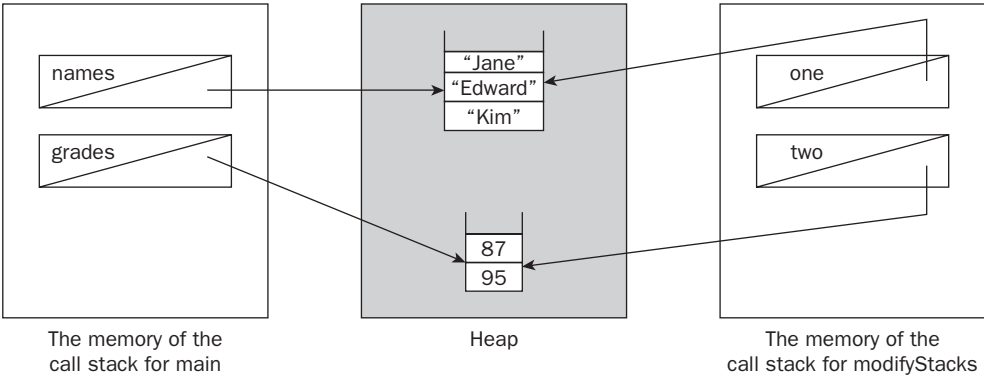 names
grades
“Jane”
“Edward”
“Kim”
87
95
one
two
The memory of the
call stack for main
Heap
The memory of the
call stack for modifyStacks